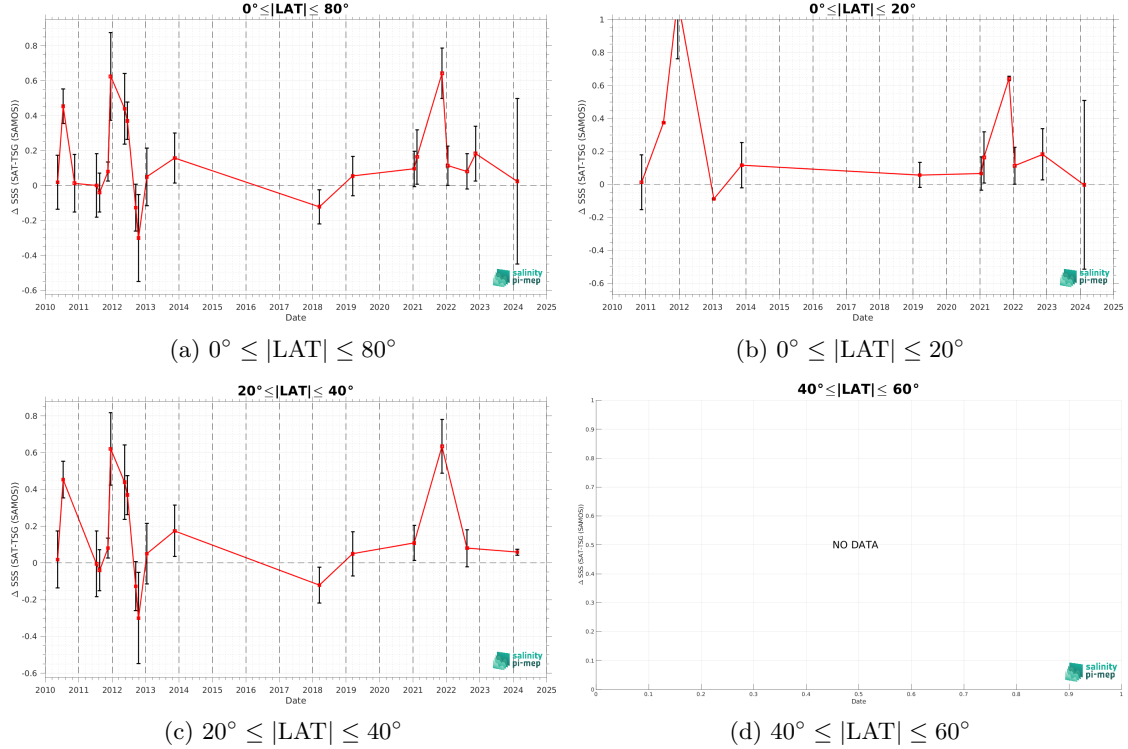 0°≤|LAT|≤ 80°
Δ SSS (SAT-TSG (SAMOS))
0.8
0.6
0.4
0.2
0
-0.2
-0.4
-0.6
2010 2011 2012 2013 2014 2015 2016 2017 2018 2019 2020 2021 2022 2023 2024 2025
Date
salinity
pi-mep
(a) 0° ≤ |LAT| ≤ 80°
0°≤|LAT|≤ 20°
Δ SSS (SAT-TSG (SAMOS))
1
0.8
0.6
0.4
0.2
0
-0.2
-0.4
-0.6
2010 2011 2012 2013 2014 2015 2016 2017 2018 2019 2020 2021 2022 2023 2024 2025
Date
salinity
pi-mep
(b) 0° ≤ |LAT| ≤ 20°
20°≤|LAT|≤ 40°
Δ SSS (SAT-TSG (SAMOS))
0.8
0.6
0.4
0.2
0
-0.2
-0.4
-0.6
2010 2011 2012 2013 2014 2015 2016 2017 2018 2019 2020 2021 2022 2023 2024 2025
Date
salinity
pi-mep
(c) 20° ≤ |LAT| ≤ 40°
40°≤|LAT|≤ 60°
Δ SSS (SAT-TSG (SAMOS))
1
0.9
0.8
0.7
0.6
0.5
0.4
0.3
0.2
0.1
0
NO DATA
0 0.1 0.2 0.3 0.4 0.5 0.6 0.7 0.8 0.9 1
Date
salinity
pi-mep
(d) 40° ≤ |LAT| ≤ 60°